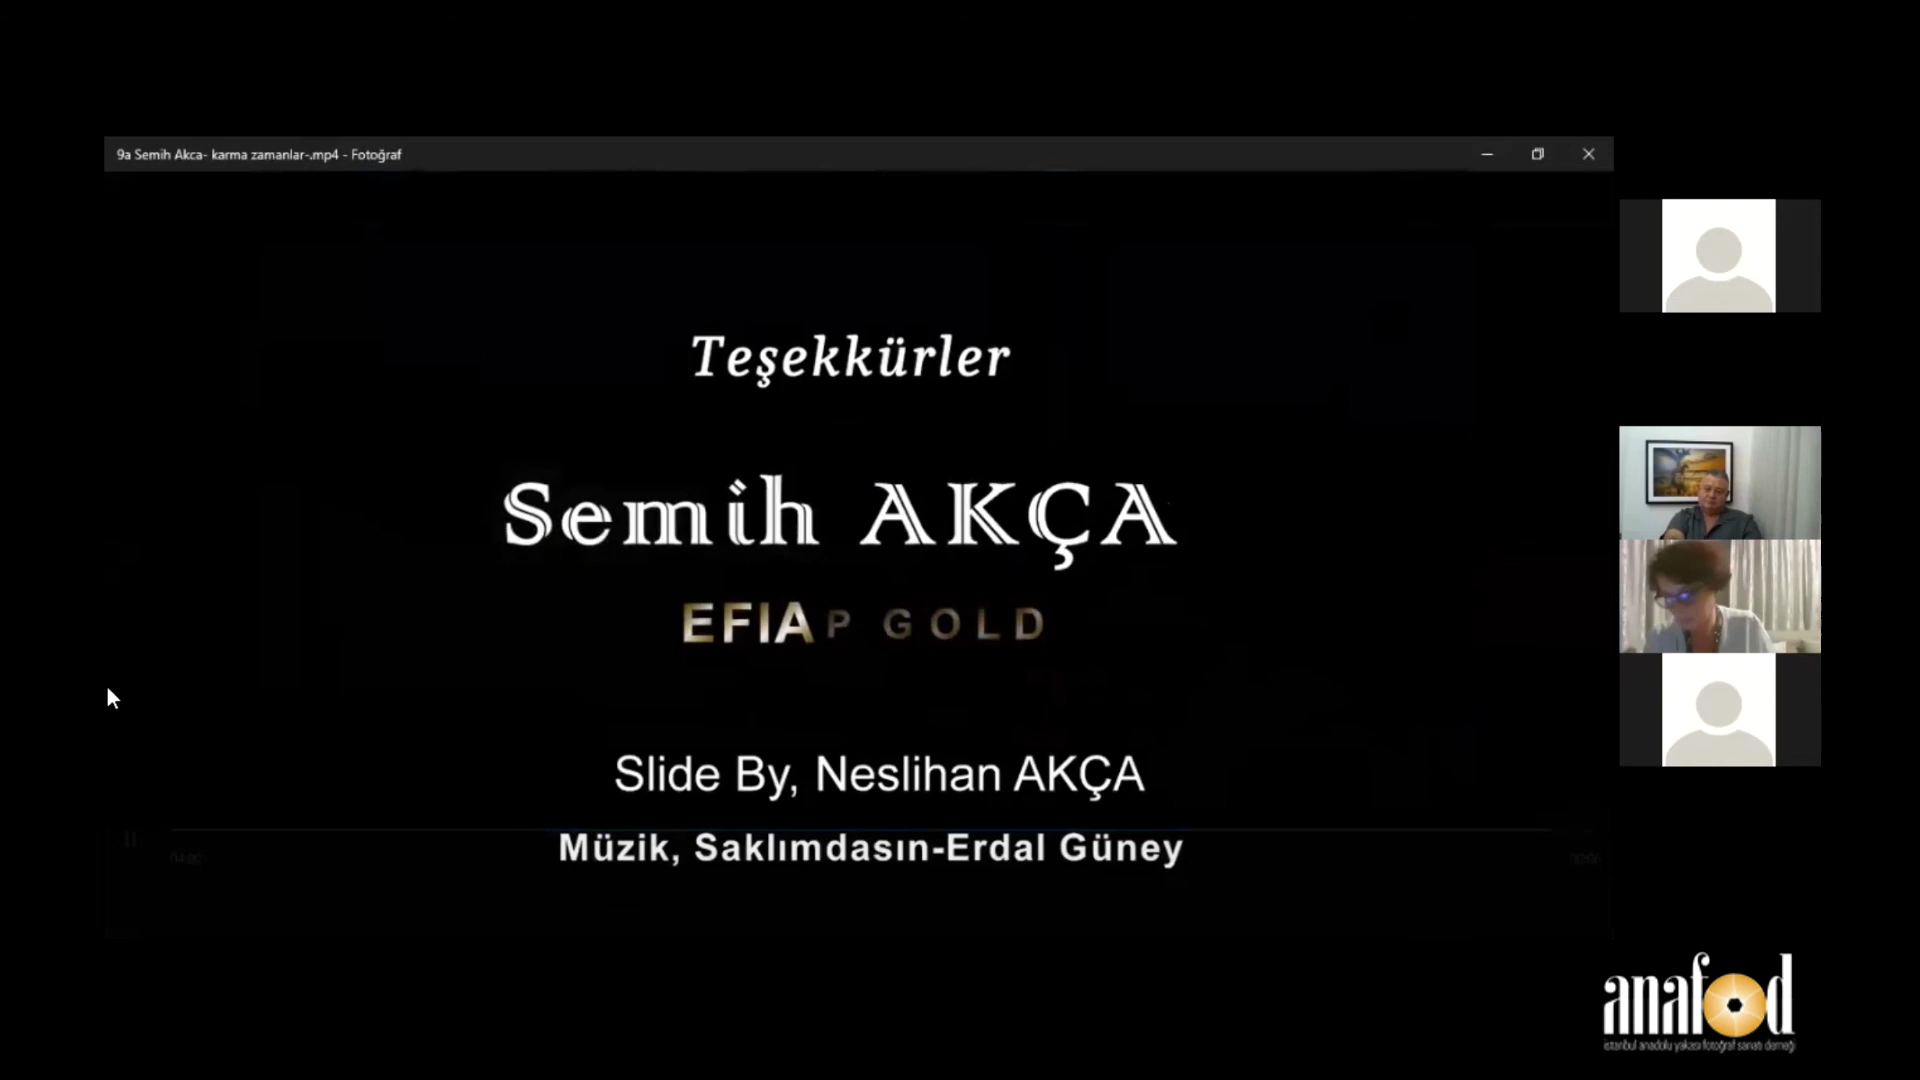 9a Semih Akca- karma zamanlar-.mp4 - Fotoğraf
Teşekkürler
Semih AKÇA
EFIAP GOLD
Slide By, Neslihan AKÇA
Müzik, Saklımdasın-Erdal Güney
anafod
istanbul anadolu yakası fotoğraf sanatı derneği